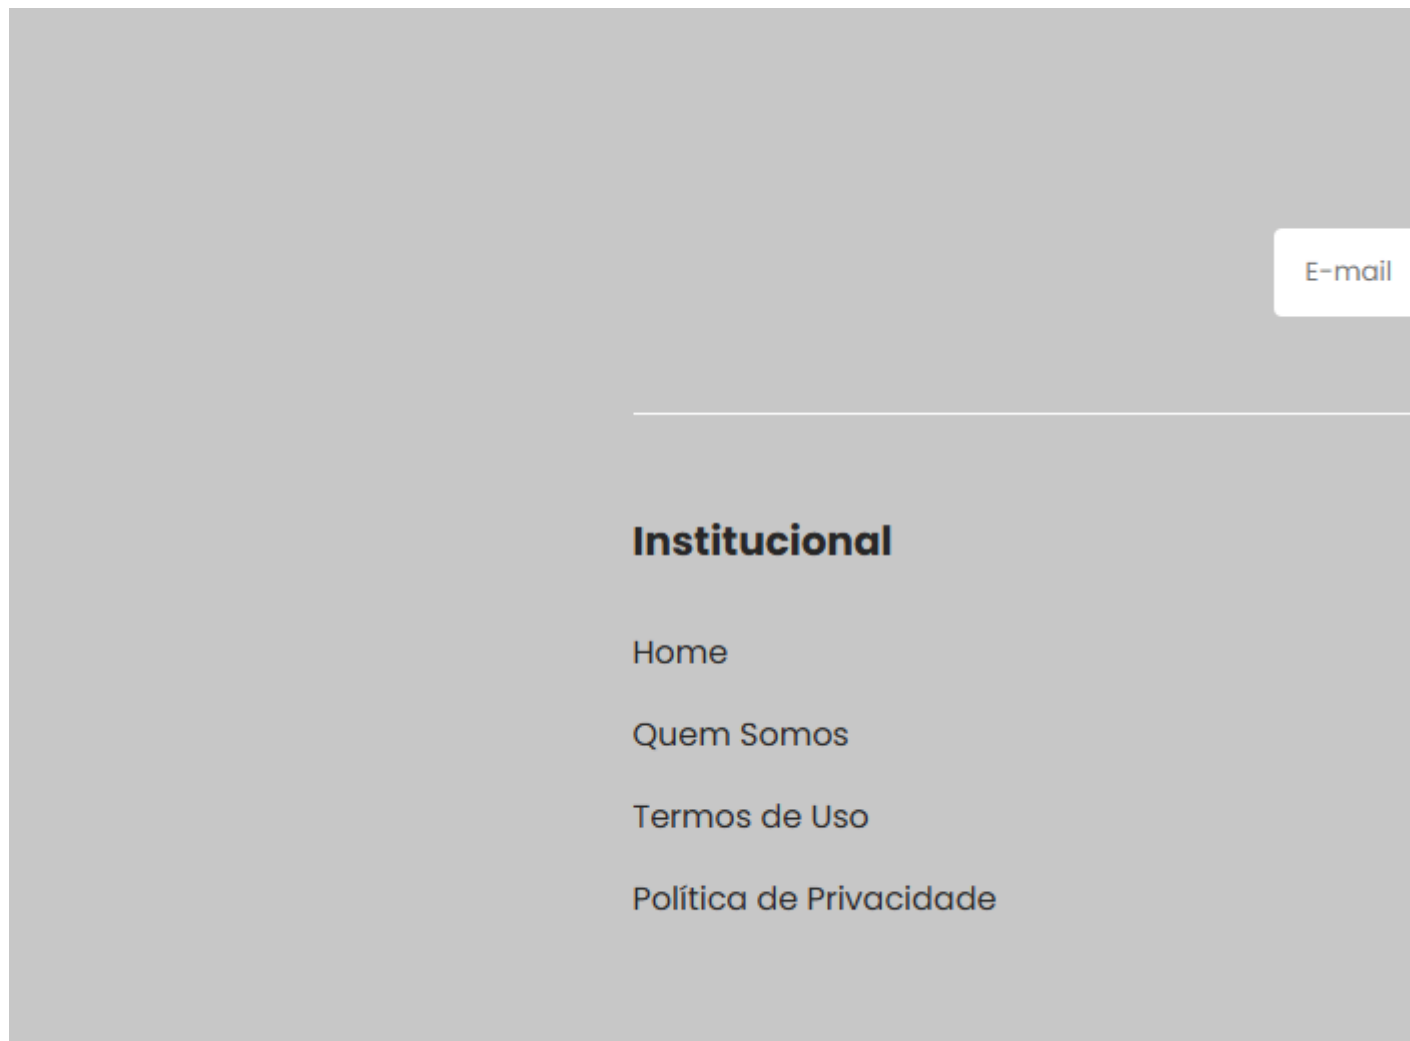 E-mail
Institucional
Home
Quem Somos
Termos de Uso
Política de Privacidade